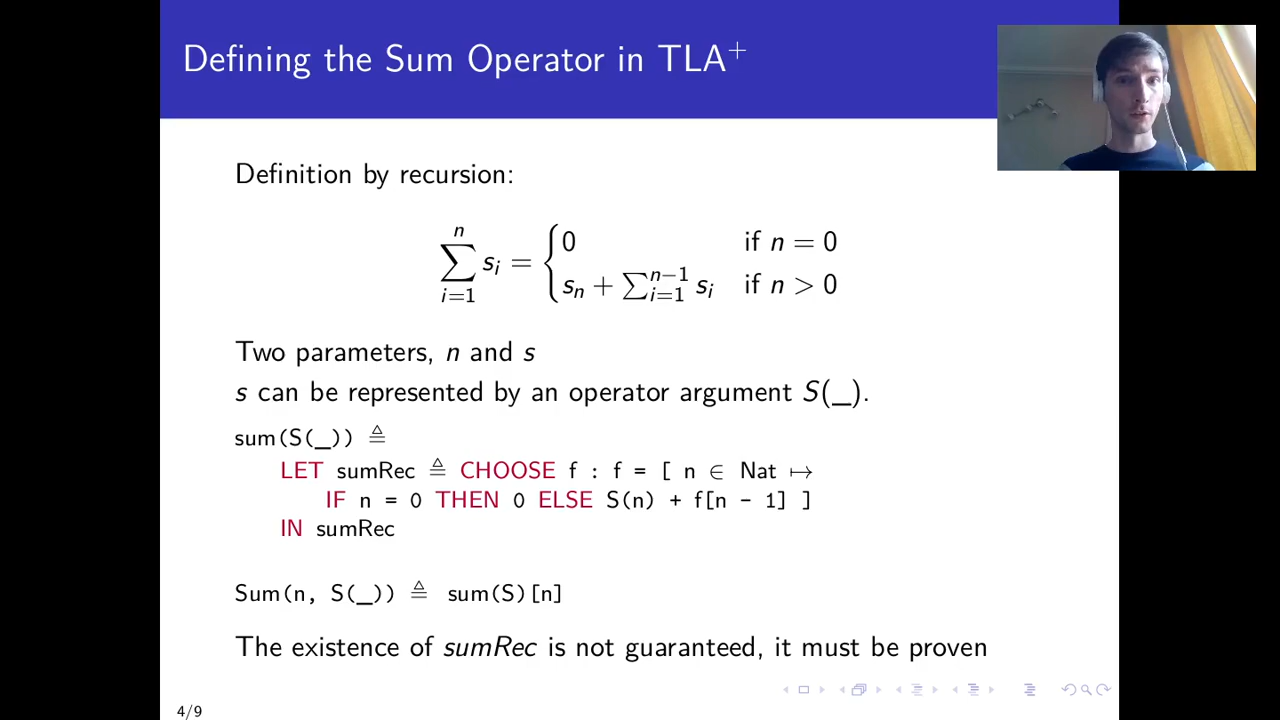 Defining the Sum Operator in TLA⁺
Definition by recursion:
∑_{i=1}^{n} s_i = { 0 if n = 0
s_n + ∑_{i=1}^{n−1} s_i if n > 0
Two parameters, n and s
s can be represented by an operator argument S(_).
sum(S(_)) ≜
LET sumRec ≜ CHOOSE f : f = [ n ∈ Nat ↦
IF n = 0 THEN 0 ELSE S(n) + f[n - 1] ]
IN sumRec
Sum(n, S(_)) ≜ sum(S)[n]
The existence of sumRec is not guaranteed, it must be proven
4/9